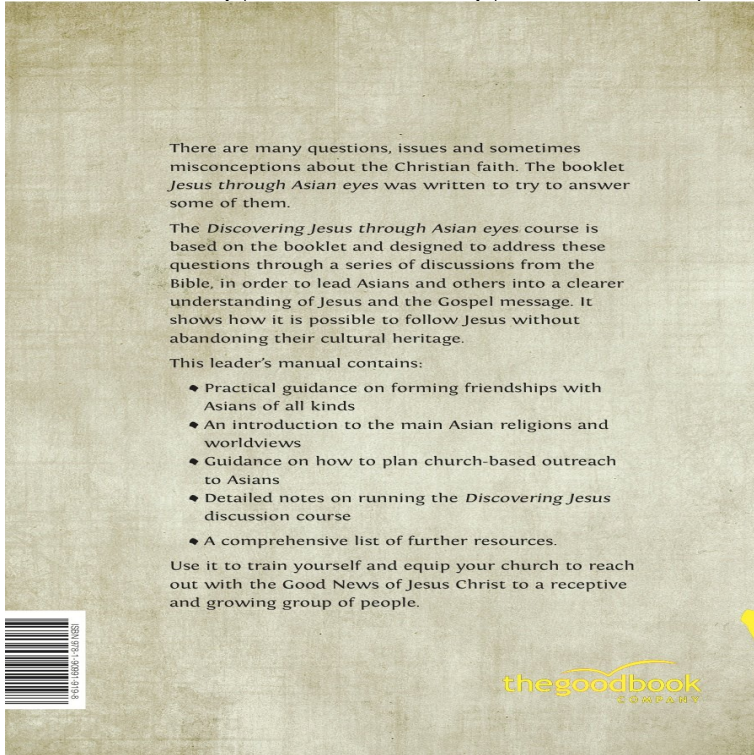 There are many questions, issues and sometimes
misconceptions about the Christian faith. The booklet
Jesus through Asian eyes was written to try to answer
some of them.
The Discovering Jesus through Asian eyes course is
based on the booklet and designed to address these
questions through a series of discussions from the
Bible, in order to lead Asians and others into a clearer
understanding of Jesus and the Gospel message. It
shows how it is possible to follow Jesus without
abandoning their cultural heritage.
This leader's manual contains:
Practical guidance on forming friendships with
Asians of all kinds
An introduction to the main Asian religions and
worldviews
Guidance on how to plan church-based outreach
to Asians
Detailed notes on running the Discovering Jesus
discussion course
A comprehensive list of further resources.
Use it to train yourself and equip your church to reach
out with the Good News of Jesus Christ to a receptive
and growing group of people.
ISBN 978-1-90991-919-8
thegoodbook
COMPANY